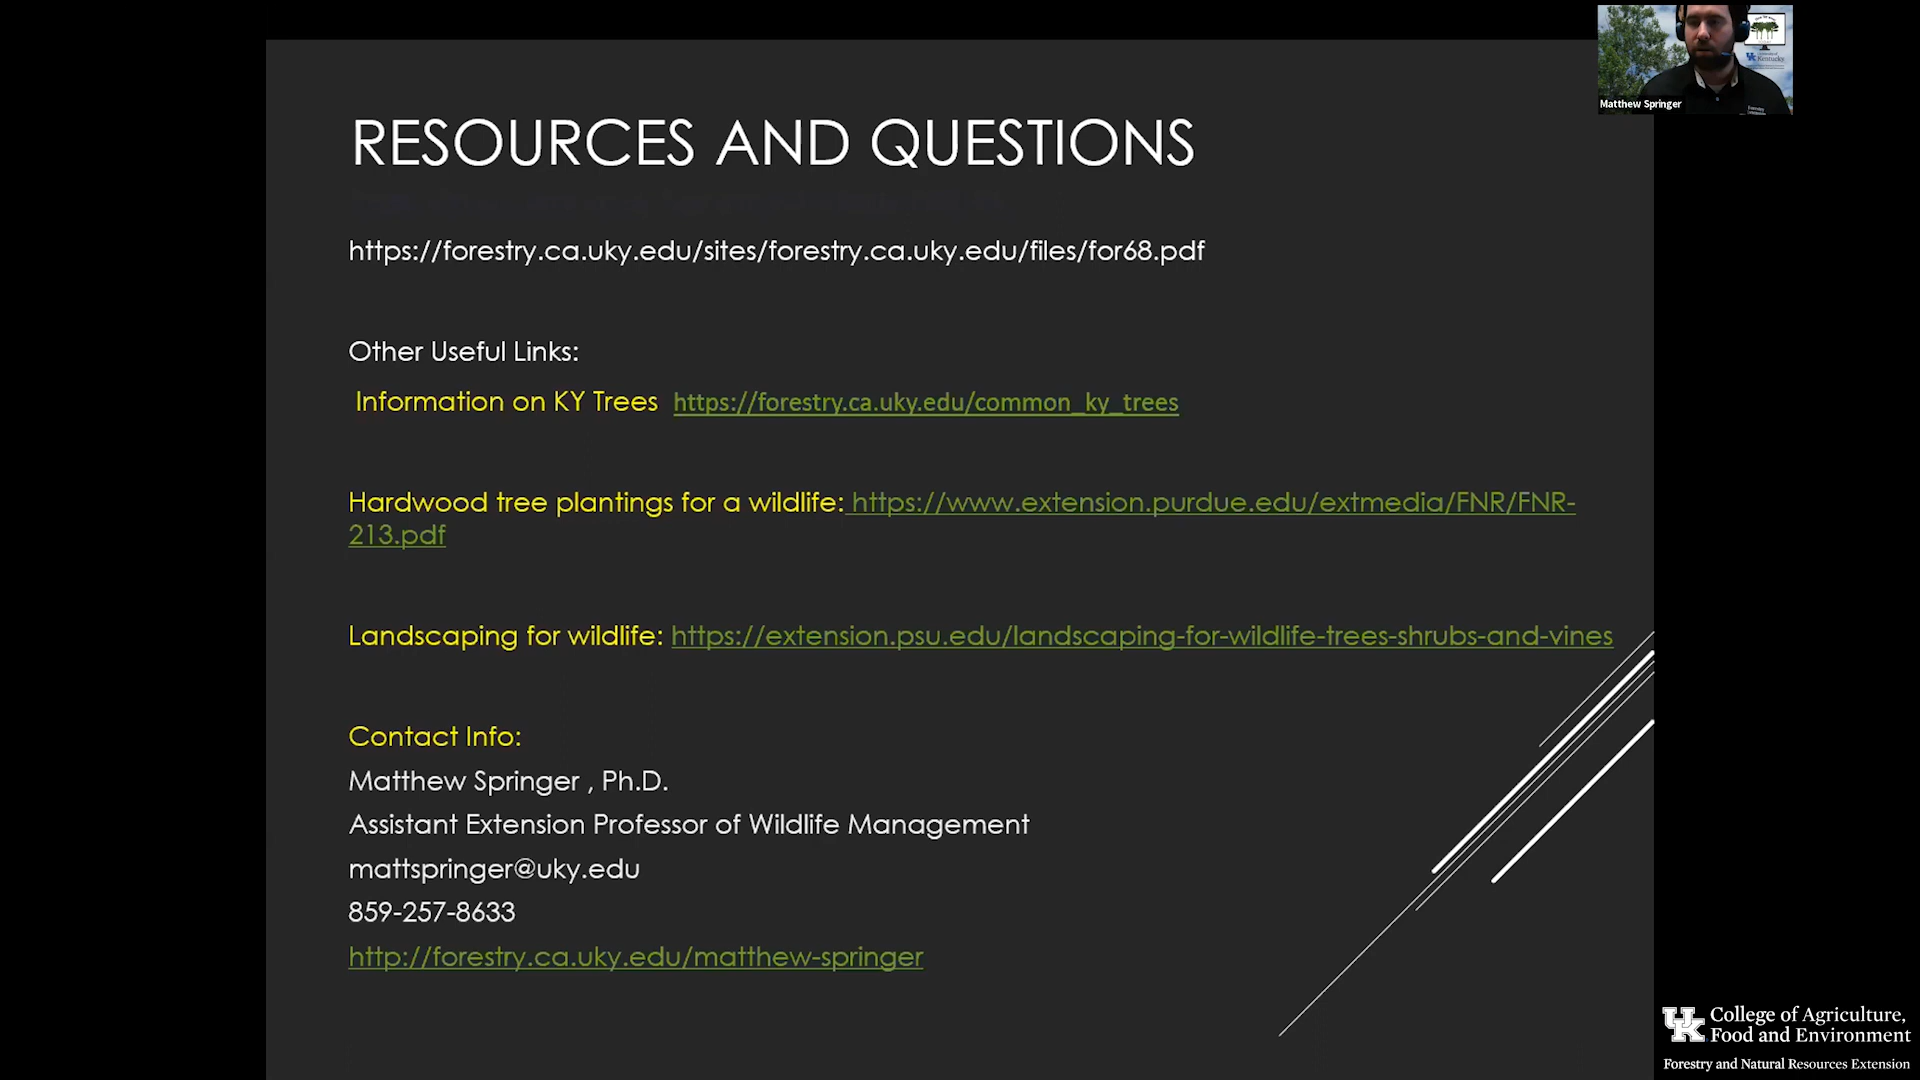 RESOURCES AND QUESTIONS
https://forestry.ca.uky.edu/sites/forestry.ca.uky.edu/files/for68.pdf
Other Useful Links:
Information on KY Trees https://forestry.ca.uky.edu/common_ky_trees
Hardwood tree plantings for a wildlife: https://www.extension.purdue.edu/extmedia/FNR/FNR-
213.pdf
Landscaping for wildlife: https://extension.psu.edu/landscaping-for-wildlife-trees-shrubs-and-vines
Contact Info:
Matthew Springer , Ph.D.
Assistant Extension Professor of Wildlife Management
mattspringer@uky.edu
859-257-8633
http://forestry.ca.uky.edu/matthew-springer
Matthew Springer
UK
Kentucky
UK College of Agriculture,
Food and Environment
Forestry and Natural Resources Extension